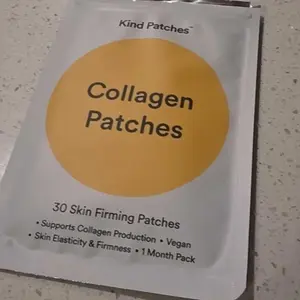 Kind Patches™
Collagen
Patches
30 Skin Firming Patches
• Supports Collagen Production • Vegan
• Skin Elasticity & Firmness • 1 Month Pack